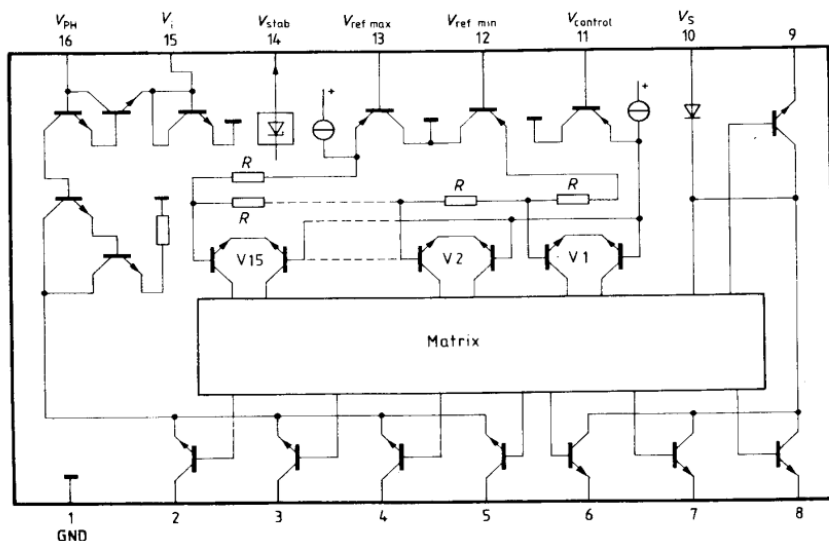 V_PH V_i V_stab V_ref max V_ref min V_control V_S
16 15 14 13 12 11 10 9
+ +
R
R R
R
V15 V2 V1
Matrix
1 2 3 4 5 6 7 8
GND